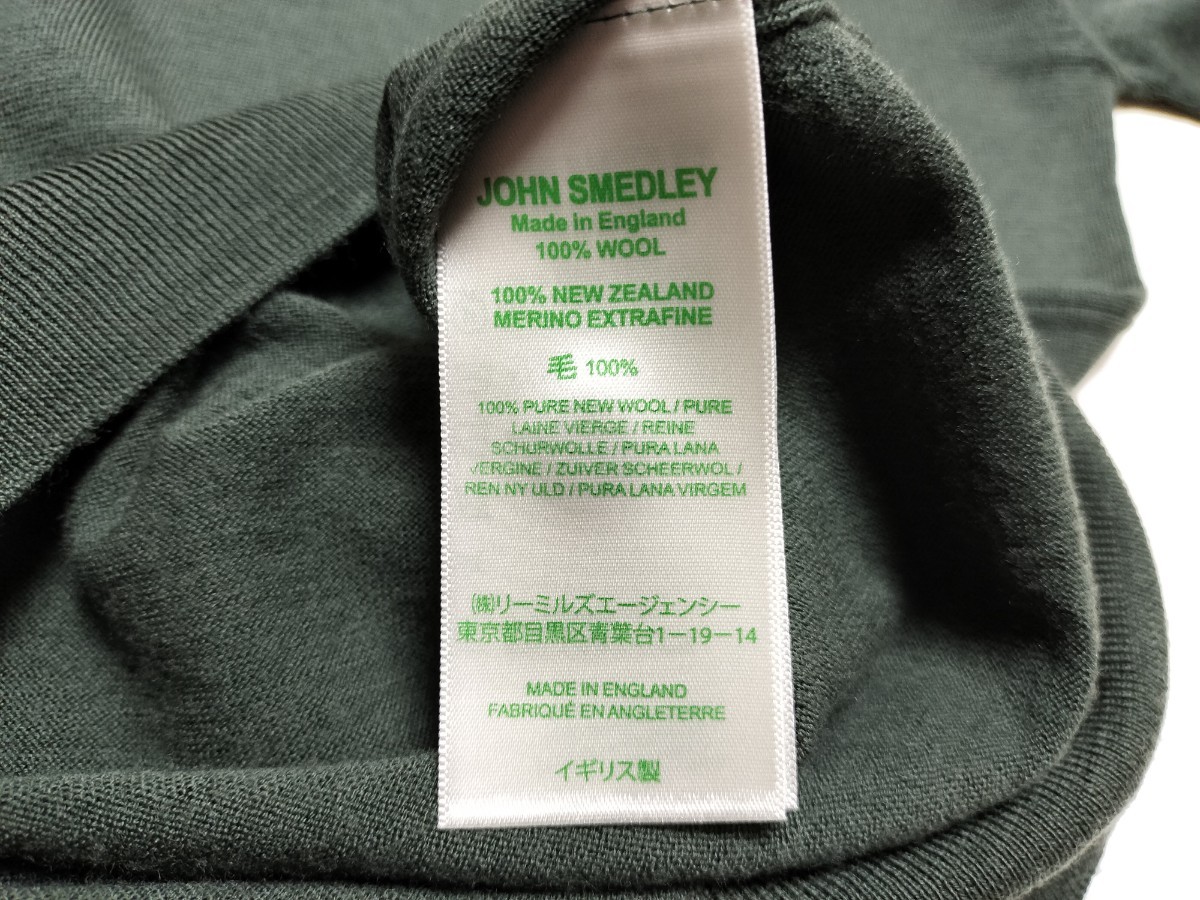 JOHN SMEDLEY
Made in England
100% WOOL
100% NEW ZEALAND
MERINO EXTRAFINE
毛 100%
100% PURE NEW WOOL / PURE
LAINE VIERGE / REINE
SCHURWOLLE / PURA LANA
VERGINE / ZUIVER SCHEERWOL /
REN NY ULD / PURA LANA VIRGEM
㈱リーミルズエージェンシー
東京都目黒区青葉台1－19－14
MADE IN ENGLAND
FABRIQUÉ EN ANGLETERRE
イギリス製